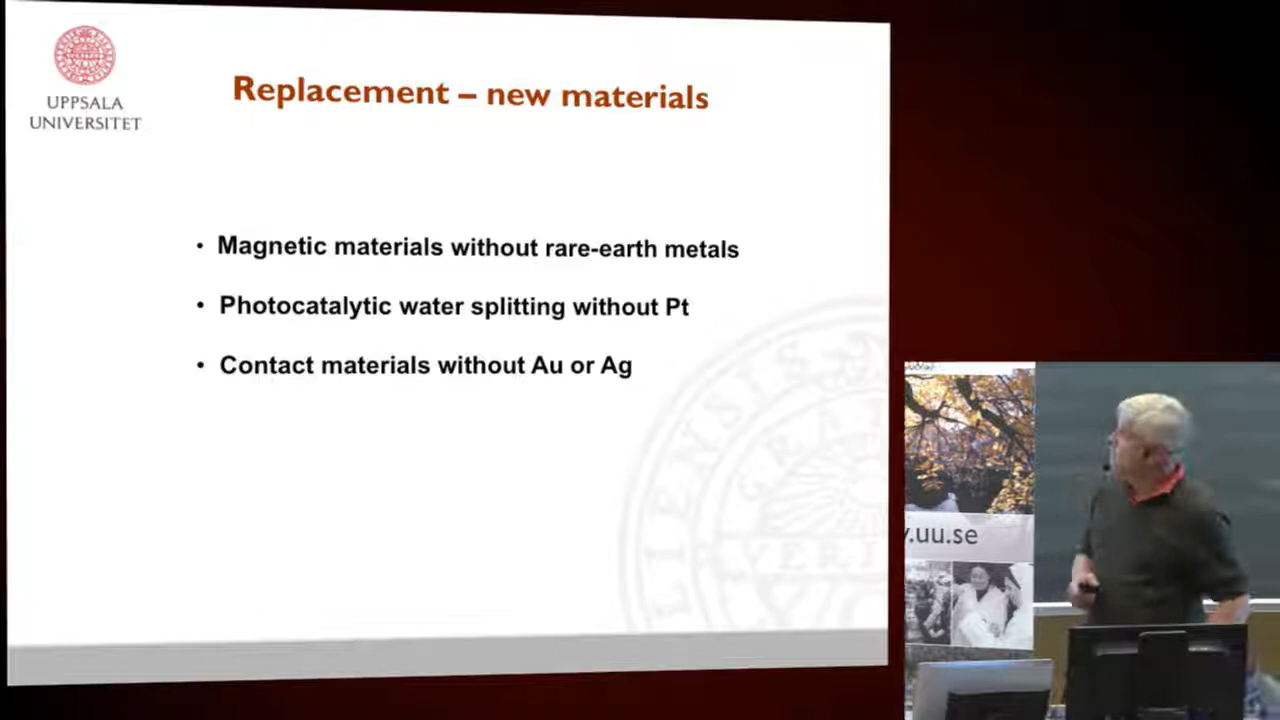 UPPSALA
UNIVERSITET
Replacement – new materials
• Magnetic materials without rare-earth metals
• Photocatalytic water splitting without Pt
• Contact materials without Au or Ag
.uu.se